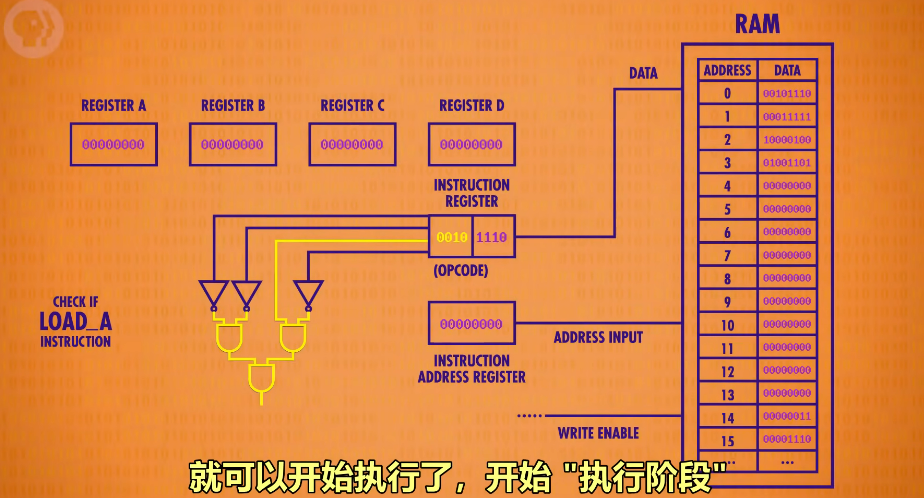 RAM
DATA
ADDRESS DATA
0 00101110
1 00011111
2 10000100
3 01001101
4 00000000
5 00000000
6 00000000
7 00000000
8 00000000
9 00000000
10 00000000
11 00000000
12 00000000
13 00000000
14 00000011
15 00001110
... ...
REGISTER A
00000000
REGISTER B
00000000
REGISTER C
00000000
REGISTER D
00000000
INSTRUCTION
REGISTER
0010 1110
(OPCODE)
CHECK IF
LOAD_A
INSTRUCTION
00000000
ADDRESS INPUT
INSTRUCTION
ADDRESS REGISTER
WRITE ENABLE
就可以开始执行了，开始 "执行阶段"